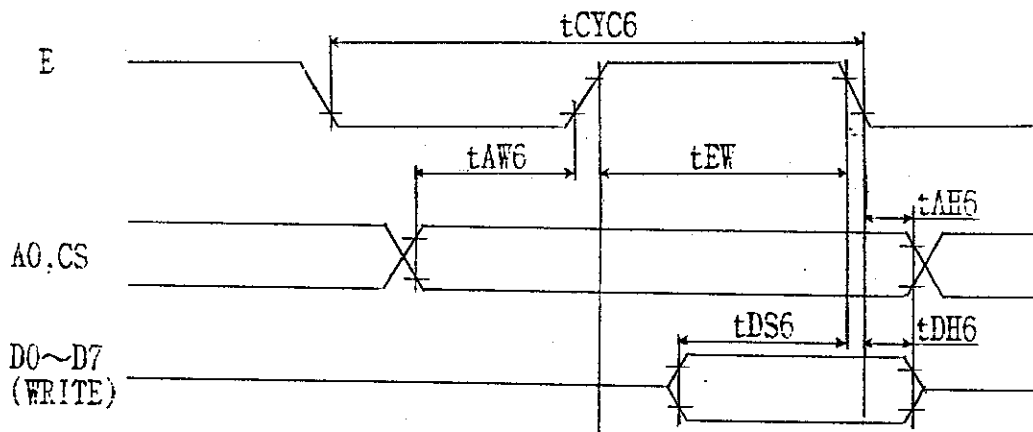 tCYC6
E
tAW6
tEW
tAH6
A0,CS
tDS6
tDH6
D0~D7
(WRITE)